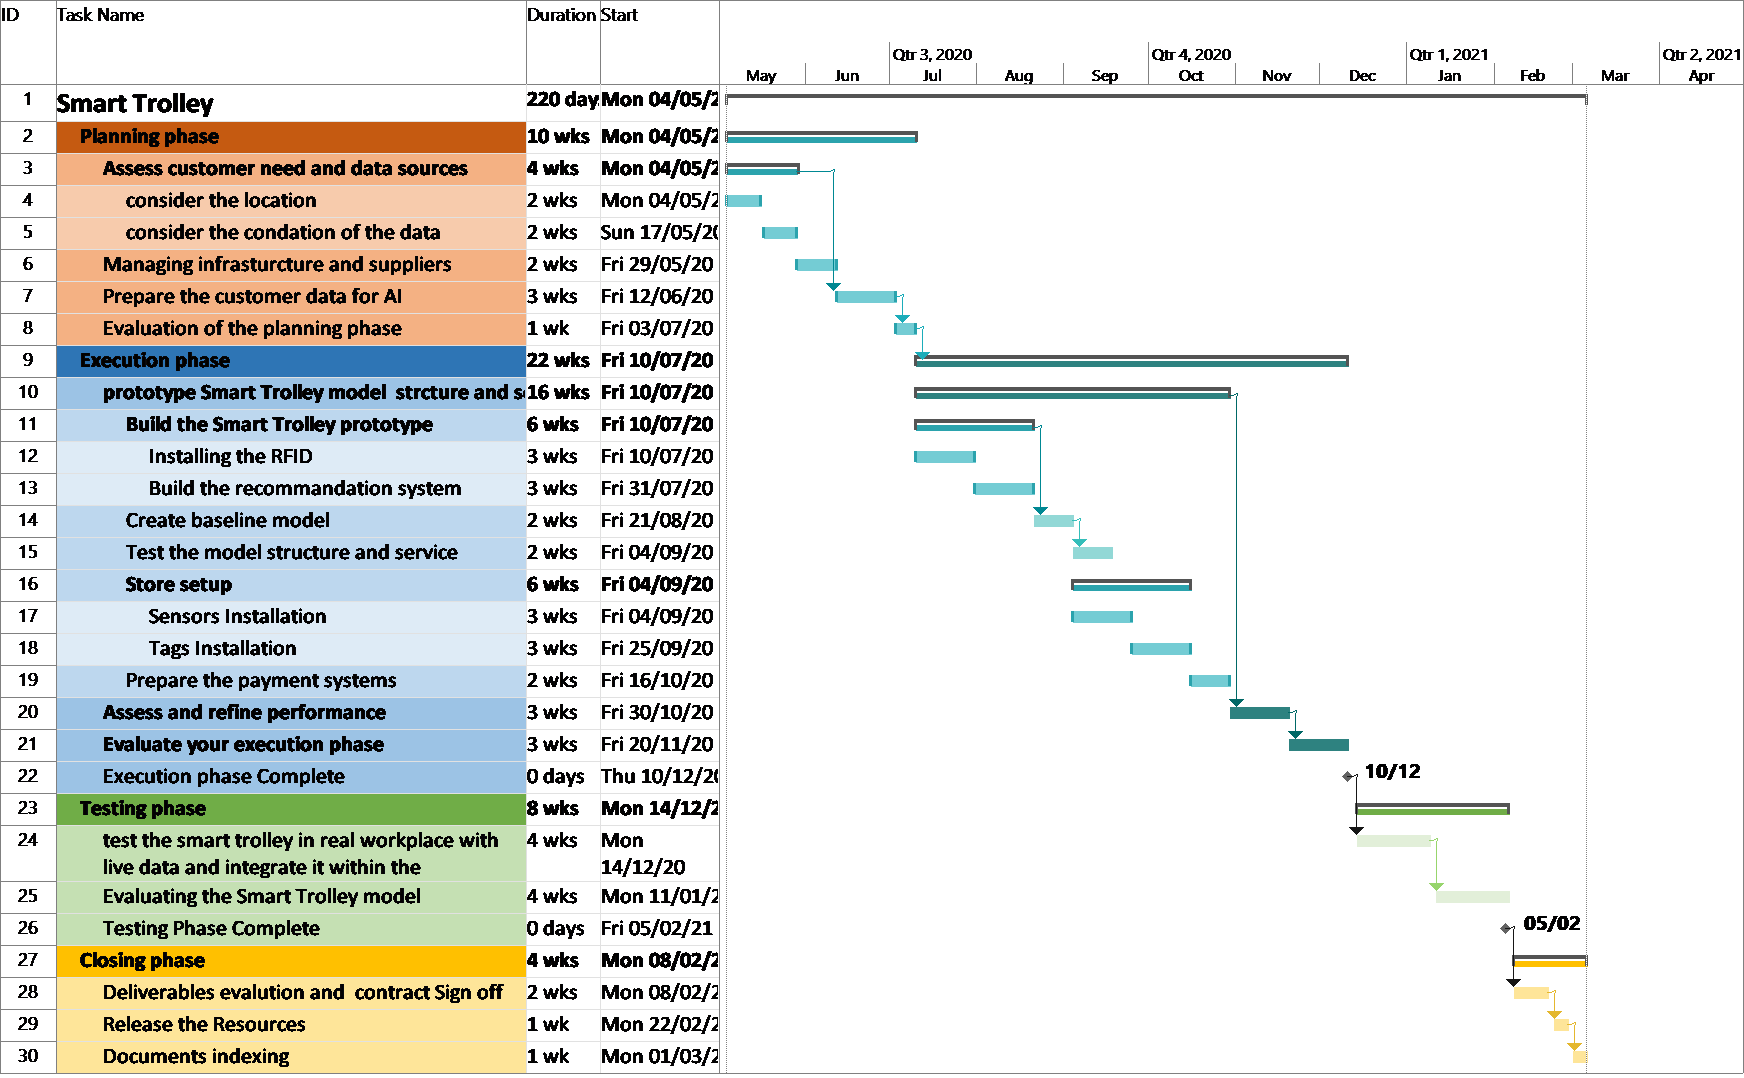 ID Task Name Duration Start
Qtr 3, 2020 Qtr 4, 2020 Qtr 1, 2021 Qtr 2, 2021
May Jun Jul Aug Sep Oct Nov Dec Jan Feb Mar Apr
1 Smart Trolley 220 day Mon 04/05/2
2 Planning phase 10 wks Mon 04/05/2
3 Assess customer need and data sources 4 wks Mon 04/05/2
4 consider the location 2 wks Mon 04/05/2
5 consider the condation of the data 2 wks Sun 17/05/20
6 Managing infrasturcture and suppliers 2 wks Fri 29/05/20
7 Prepare the customer data for AI 3 wks Fri 12/06/20
8 Evaluation of the planning phase 1 wk Fri 03/07/20
9 Execution phase 22 wks Fri 10/07/20
10 prototype Smart Trolley model strcture and s 16 wks Fri 10/07/20
11 Build the Smart Trolley prototype 6 wks Fri 10/07/20
12 Installing the RFID 3 wks Fri 10/07/20
13 Build the recommandation system 3 wks Fri 31/07/20
14 Create baseline model 2 wks Fri 21/08/20
15 Test the model structure and service 2 wks Fri 04/09/20
16 Store setup 6 wks Fri 04/09/20
17 Sensors Installation 3 wks Fri 04/09/20
18 Tags Installation 3 wks Fri 25/09/20
19 Prepare the payment systems 2 wks Fri 16/10/20
20 Assess and refine performance 3 wks Fri 30/10/20
21 Evaluate your execution phase 3 wks Fri 20/11/20
22 Execution phase Complete 0 days Thu 10/12/20 10/12
23 Testing phase 8 wks Mon 14/12/2
24 test the smart trolley in real workplace with 4 wks Mon
live data and integrate it within the 14/12/20
25 Evaluating the Smart Trolley model 4 wks Mon 11/01/2
26 Testing Phase Complete 0 days Fri 05/02/21 05/02
27 Closing phase 4 wks Mon 08/02/2
28 Deliverables evalution and contract Sign off 2 wks Mon 08/02/2
29 Release the Resources 1 wk Mon 22/02/2
30 Documents indexing 1 wk Mon 01/03/2